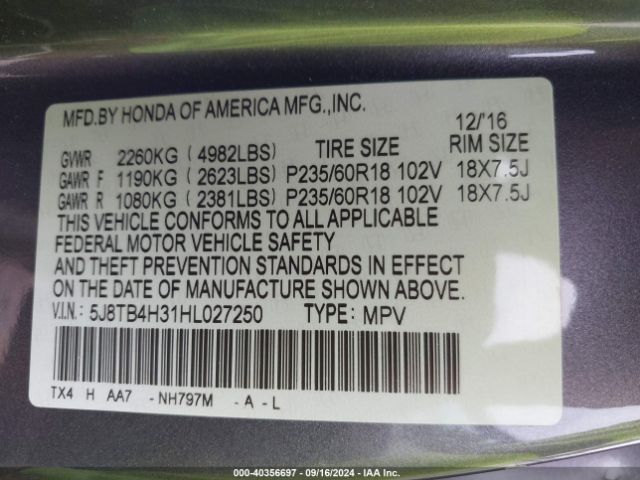 MFD.BY HONDA OF AMERICA MFG.,INC. 12/'16
GVWR 2260KG ( 4982LBS) TIRE SIZE RIM SIZE
GAWR F 1190KG ( 2623LBS) P235/60R18 102V 18X7.5J
GAWR R 1080KG ( 2381LBS) P235/60R18 102V 18X7.5J
THIS VEHICLE CONFORMS TO ALL APPLICABLE
FEDERAL MOTOR VEHICLE SAFETY
AND THEFT PREVENTION STANDARDS IN EFFECT
ON THE DATE OF MANUFACTURE SHOWN ABOVE.
V.I.N.: 5J8TB4H31HL027250 TYPE: MPV
TX4 H AA7 -NH797M -A-L
000-40356697 - 09/16/2024 - IAA Inc.